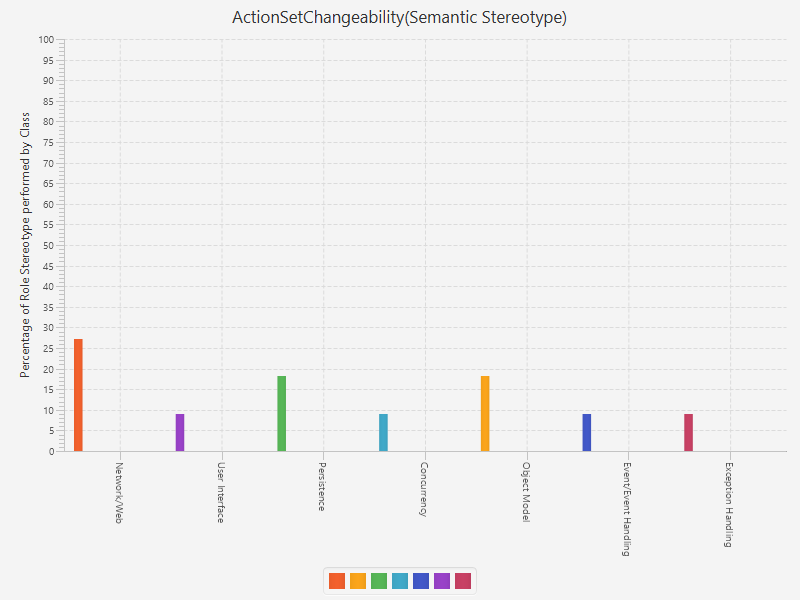 ActionSetChangeability(Semantic Stereotype)
Percentage of Role Stereotype performed by Class
100
95
90
85
80
75
70
65
60
55
50
45
40
35
30
25
20
15
10
5
0
Network/Web
User Interface
Persistence
Concurrency
Object Model
Event/Event Handling
Exception Handling